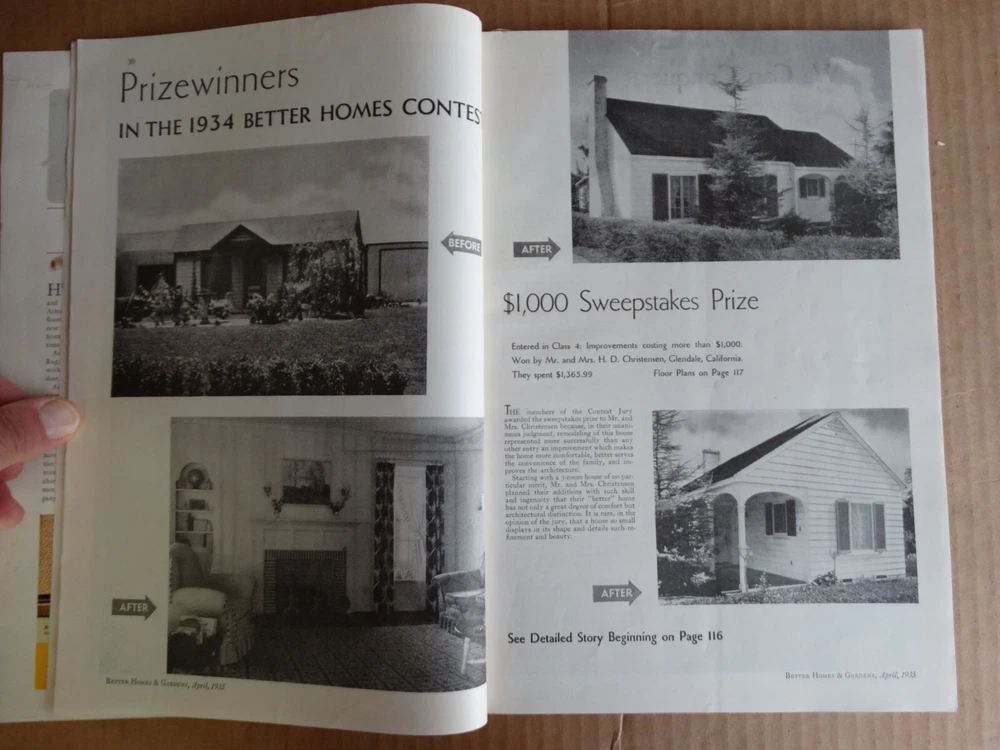 30
Prizewinners
IN THE 1934 BETTER HOMES CONTES
BEFORE
AFTER
BETTER HOMES & GARDENS, April, 1935
AFTER
$1,000 Sweepstakes Prize
Entered in Class 4; Improvements costing more than $1,000.
Won by Mr. and Mrs. H. D. Christensen, Glendale, California.
They spent $1,365.99 Floor Plans on Page 117
THE members of the Contest Jury
awarded the sweepstakes prize to Mr. and
Mrs. Christensen because, in their unani-
mous judgment, remodeling of this house
represented more successfully than any
other entry an improvement which makes
the home more comfortable, better serves
the convenience of the family, and im-
proves the architecture.
Starting with a 3-room house of no par-
ticular merit, Mr. and Mrs. Christensen
planned their additions with such skill
and ingenuity that their "better" home
has not only a great degree of comfort but
architectural distinction. It is rare, in the
opinion of the jury, that a house so small
displays in its shape and details such re-
finement and beauty.
AFTER
See Detailed Story Beginning on Page 116
BETTER HOMES & GARDENS, April, 1935